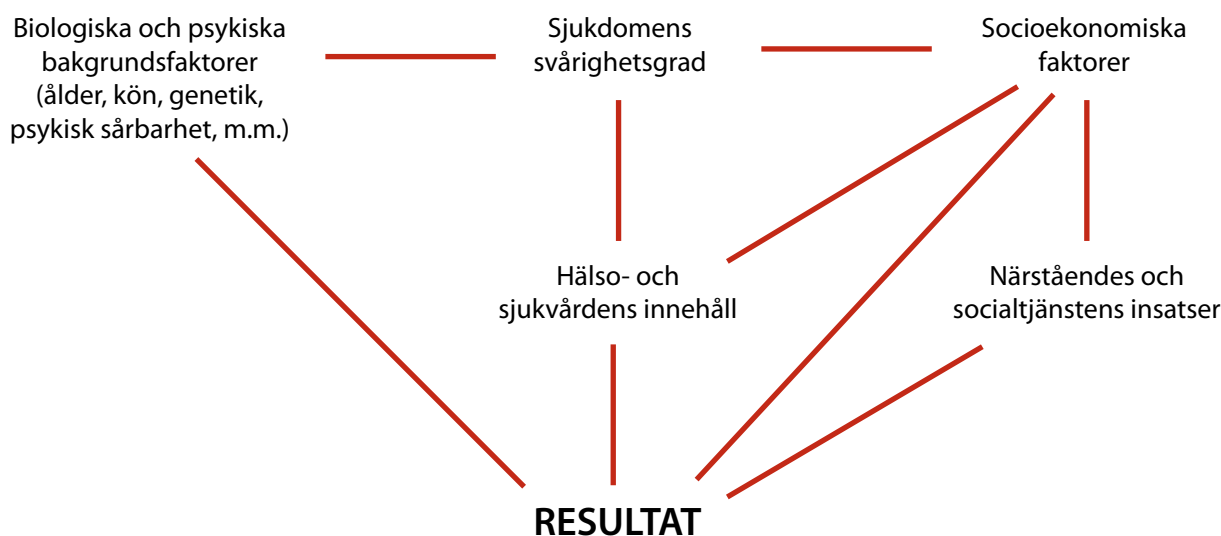 Biologiska och psykiska
bakgrundsfaktorer
(ålder, kön, genetik,
psykisk sårbarhet, m.m.)
Sjukdomens
svårighetsgrad
Socioekonomiska
faktorer
Hälso- och
sjukvårdens innehåll
Närståendes och
socialtjänstens insatser
RESULTAT